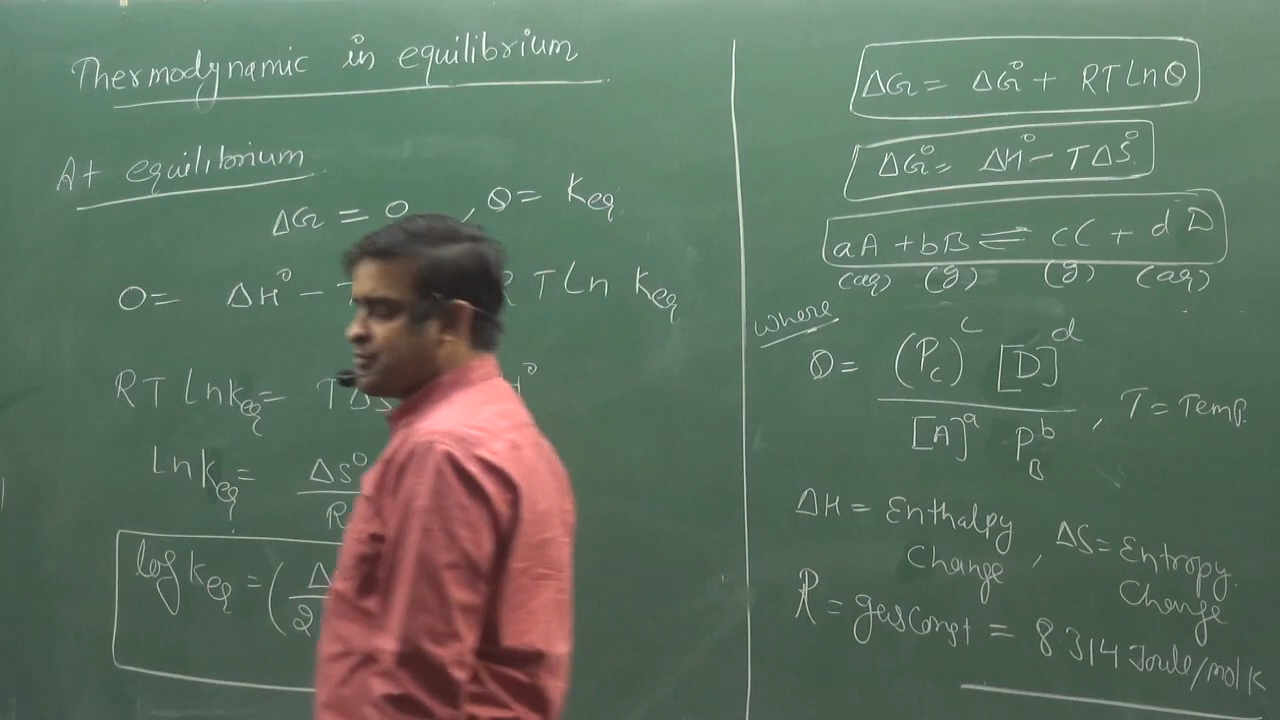 Thermodynamic in equilibrium
At equilibrium
ΔG = 0 , Q = Keq
0 = ΔH° - T RT Ln Keq
RT Lnkeq = TΔS H°
Lnkeq = ΔS° / R
log Keq = (Δ / 2
ΔG = ΔG° + RT Ln Q
ΔG° = ΔH° - TΔS°
aA + bB ⇌ cC + dD
(aq) (g) (g) (aq)
where
Q = (Pc)^c [D]^d / [A]^a P_B^b , T = Temp.
ΔH = Enthalpy Change , ΔS = Entropy Change
R = gas Const = 8.314 Joule/mol K